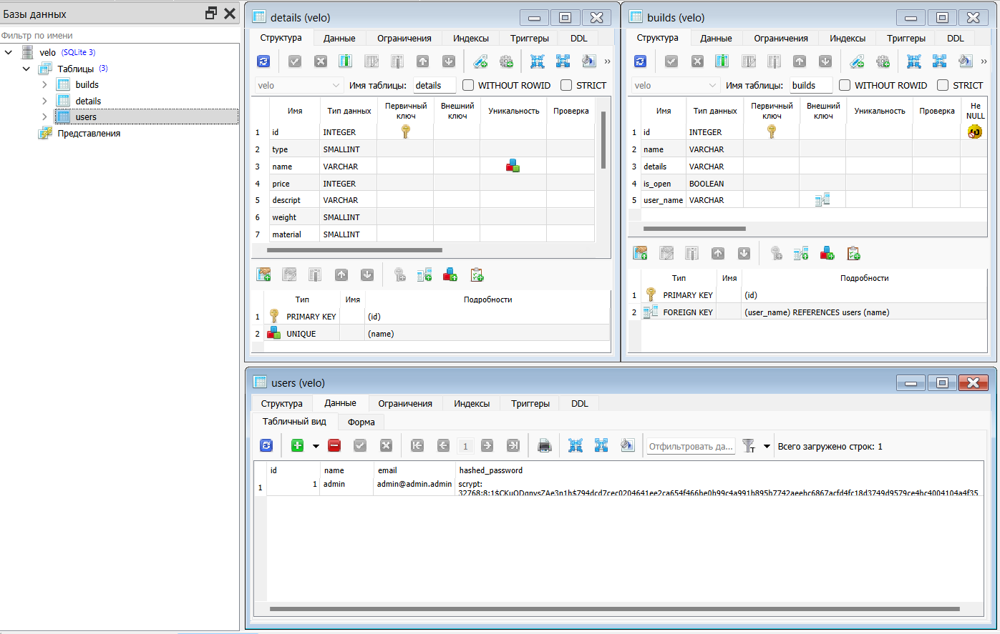 Базы данных
Фильтр по имени
velo (SQLite 3)
Таблицы (3)
builds
details
users
Представления
details (velo)
Структура Данные Ограничения Индексы Триггеры DDL
velo Имя таблицы: details WITHOUT ROWID STRICT
Имя Тип данных Первичный ключ Внешний ключ Уникальность Проверка
1 id INTEGER
2 type SMALLINT
3 name VARCHAR
4 price INTEGER
5 descript VARCHAR
6 weight SMALLINT
7 material SMALLINT
Тип Имя Подробности
1 PRIMARY KEY (id)
2 UNIQUE (name)
builds (velo)
Структура Данные Ограничения Индексы Триггеры DDL
velo Имя таблицы: builds WITHOUT ROWID STRICT
Имя Тип данных Первичный ключ Внешний ключ Уникальность Проверка Не NULL
1 id INTEGER
2 name VARCHAR
3 details VARCHAR
4 is_open BOOLEAN
5 user_name VARCHAR
Тип Имя Подробности
1 PRIMARY KEY (id)
2 FOREIGN KEY (user_name) REFERENCES users (name)
users (velo)
Структура Данные Ограничения Индексы Триггеры DDL
Табличный вид Форма
1 Отфильтровать да... Всего загружено строк: 1
id name email hashed_password
1 1 admin admin@admin.admin scrypt: